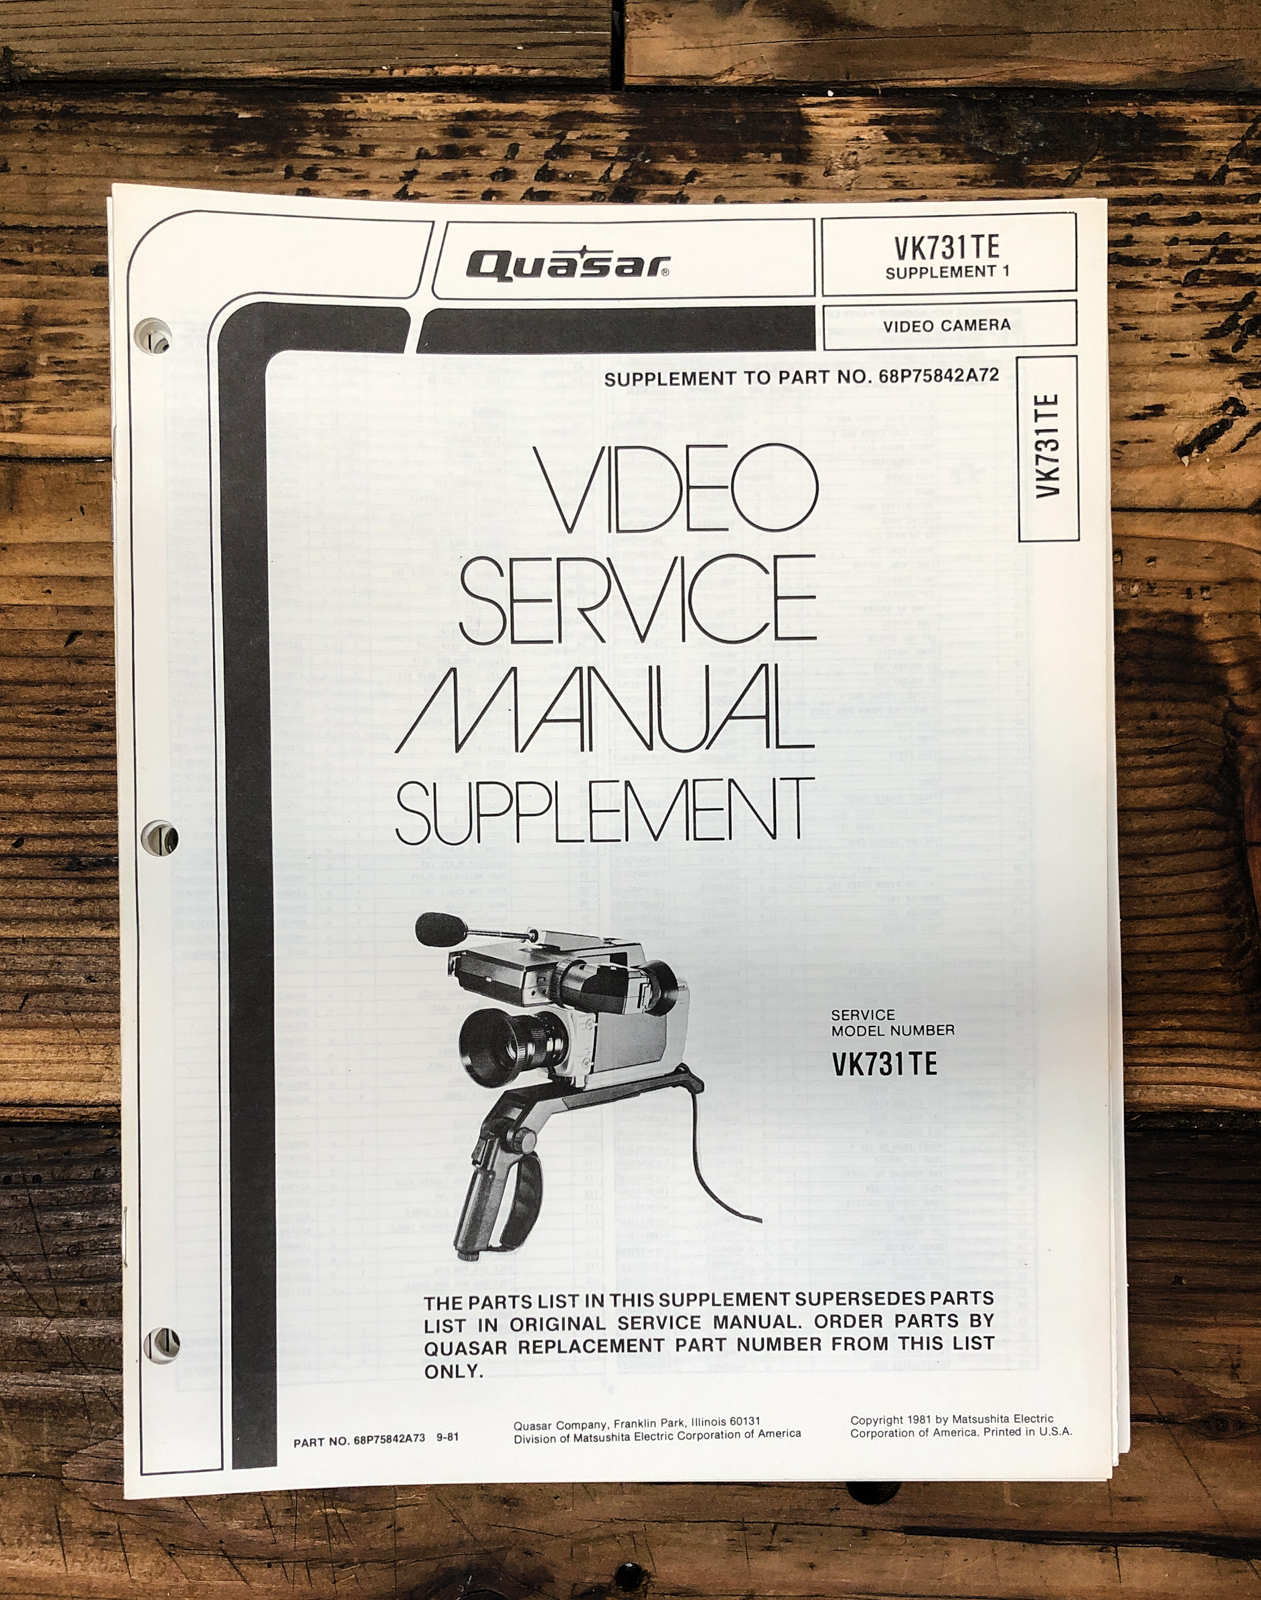 Quasar®
VK731TE
SUPPLEMENT 1
VIDEO CAMERA
SUPPLEMENT TO PART NO. 68P75842A72
VK731TE
VIDEO
SERVICE
MANUAL
SUPPLEMENT
SERVICE
MODEL NUMBER
VK731TE
THE PARTS LIST IN THIS SUPPLEMENT SUPERSEDES PARTS
LIST IN ORIGINAL SERVICE MANUAL. ORDER PARTS BY
QUASAR REPLACEMENT PART NUMBER FROM THIS LIST
ONLY.
PART NO. 68P75842A73 9-81
Quasar Company, Franklin Park, Illinois 60131
Division of Matsushita Electric Corporation of America
Copyright 1981 by Matsushita Electric
Corporation of America. Printed in U.S.A.